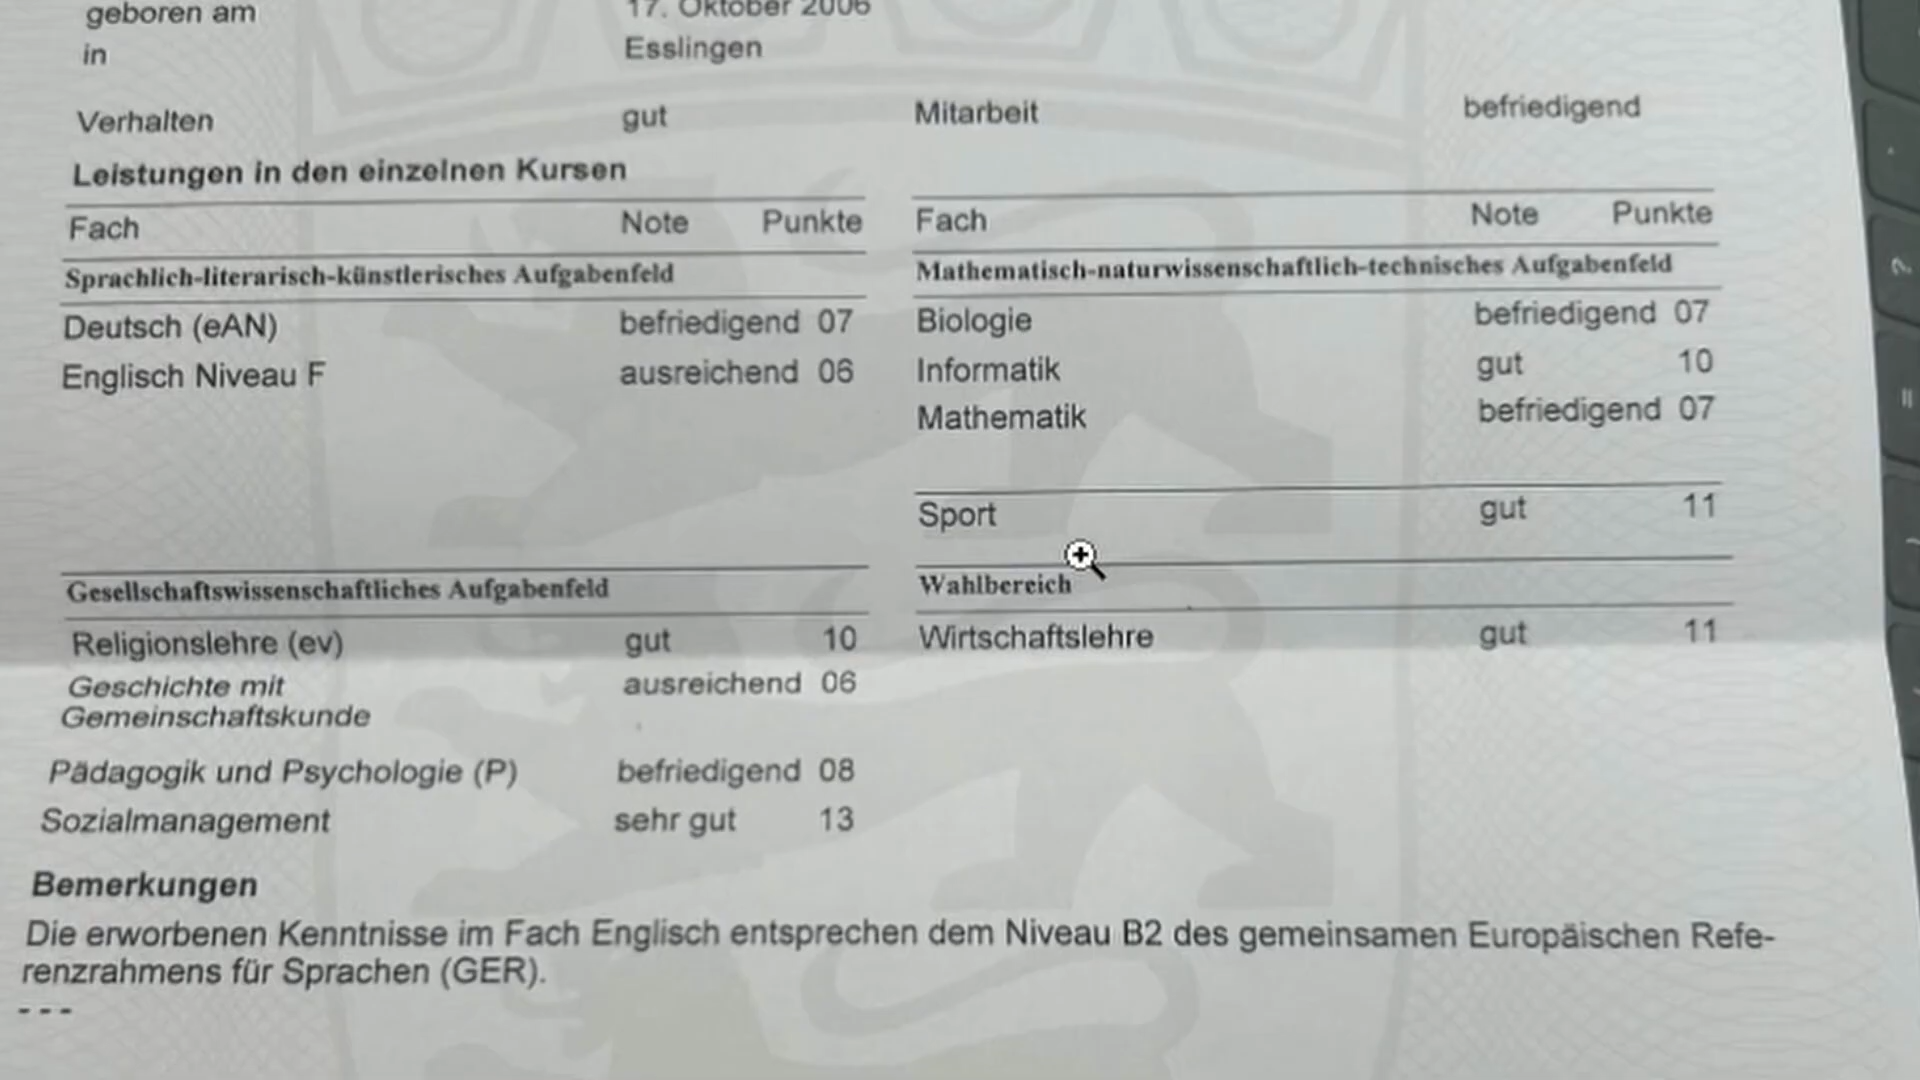 geboren am 17. Oktober 2006
in Esslingen
Verhalten gut Mitarbeit befriedigend
Leistungen in den einzelnen Kursen
Fach Note Punkte
Sprachlich-literarisch-künstlerisches Aufgabenfeld
Deutsch (eAN) befriedigend 07
Englisch Niveau F ausreichend 06
Fach Note Punkte
Mathematisch-naturwissenschaftlich-technisches Aufgabenfeld
Biologie befriedigend 07
Informatik gut 10
Mathematik befriedigend 07
Sport gut 11
Gesellschaftswissenschaftliches Aufgabenfeld
Religionslehre (ev) gut 10
Geschichte mit ausreichend 06
Gemeinschaftskunde
Pädagogik und Psychologie (P) befriedigend 08
Sozialmanagement sehr gut 13
Wahlbereich
Wirtschaftslehre gut 11
Bemerkungen
Die erworbenen Kenntnisse im Fach Englisch entsprechen dem Niveau B2 des gemeinsamen Europäischen Refe-
renzrahmens für Sprachen (GER).
---